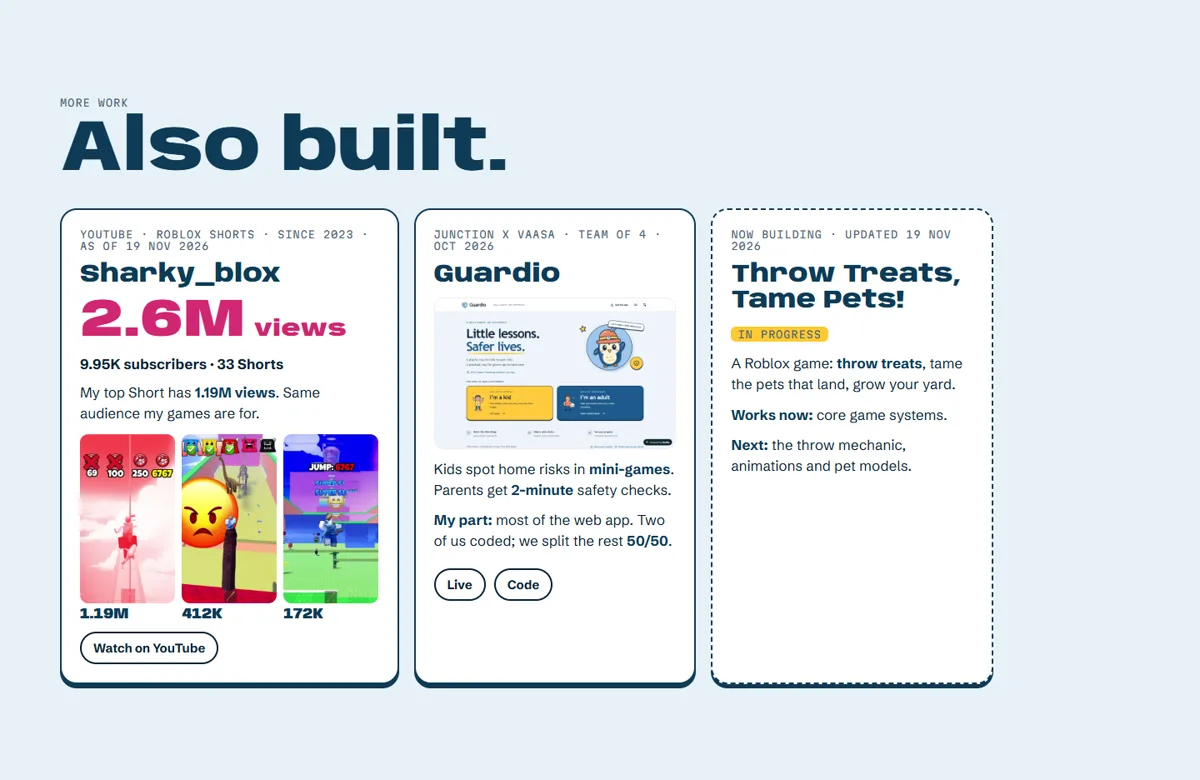 MORE WORK
Also built.
YOUTUBE · ROBLOX SHORTS · SINCE 2023 ·
AS OF 19 NOV 2026
Sharky_blox
2.6M views
9.95K subscribers · 33 Shorts
My top Short has 1.19M views. Same
audience my games are for.
69 100 250 6767
JUMP: 6767
1.19M 412K 172K
Watch on YouTube
JUNCTION X VAASA · TEAM OF 4 ·
OCT 2026
Guardio
Guardio
Little lessons.
Safer lives.
I'm a kid
I'm an adult
Kids spot home risks in mini-games.
Parents get 2-minute safety checks.
My part: most of the web app. Two
of us coded; we split the rest 50/50.
Live Code
NOW BUILDING · UPDATED 19 NOV
2026
Throw Treats,
Tame Pets!
IN PROGRESS
A Roblox game: throw treats, tame
the pets that land, grow your yard.
Works now: core game systems.
Next: the throw mechanic,
animations and pet models.